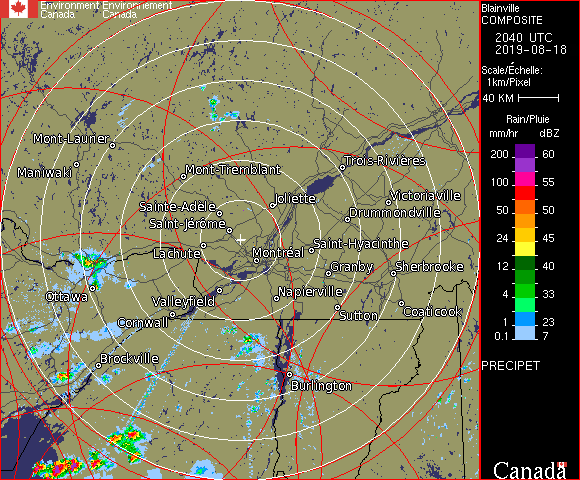 Environment Environnement
Canada Canada
Blainville
COMPOSITE
2040 UTC
2019-08-18
Scale/Échelle:
1km/Pixel
40 KM
Rain/Pluie
mm/hr dBZ
200 60
100 55
50 50
24 45
12 40
4 33
1 23
0.1 7
PRECIPET
Canada
Mont-Laurier
Maniwaki
Mont-Tremblant
Trois-Rivières
Joliette
Victoriaville
Sainte-Adèle
Drummondville
Saint-Jérôme
Lachute
Montréal
Saint-Hyacinthe
Granby
Sherbrooke
Ottawa
Valleyfield
Napierville
Cornwall
Sutton
Coaticook
Brockville
Burlington